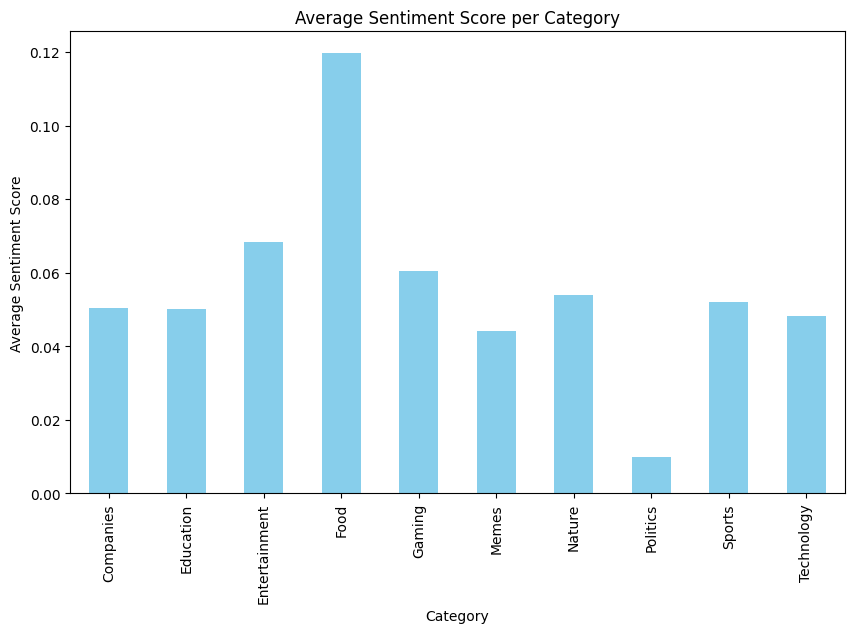 Average Sentiment Score per Category
Average Sentiment Score
0.12
0.10
0.08
0.06
0.04
0.02
0.00
Companies
Education
Entertainment
Food
Gaming
Memes
Nature
Politics
Sports
Technology
Category